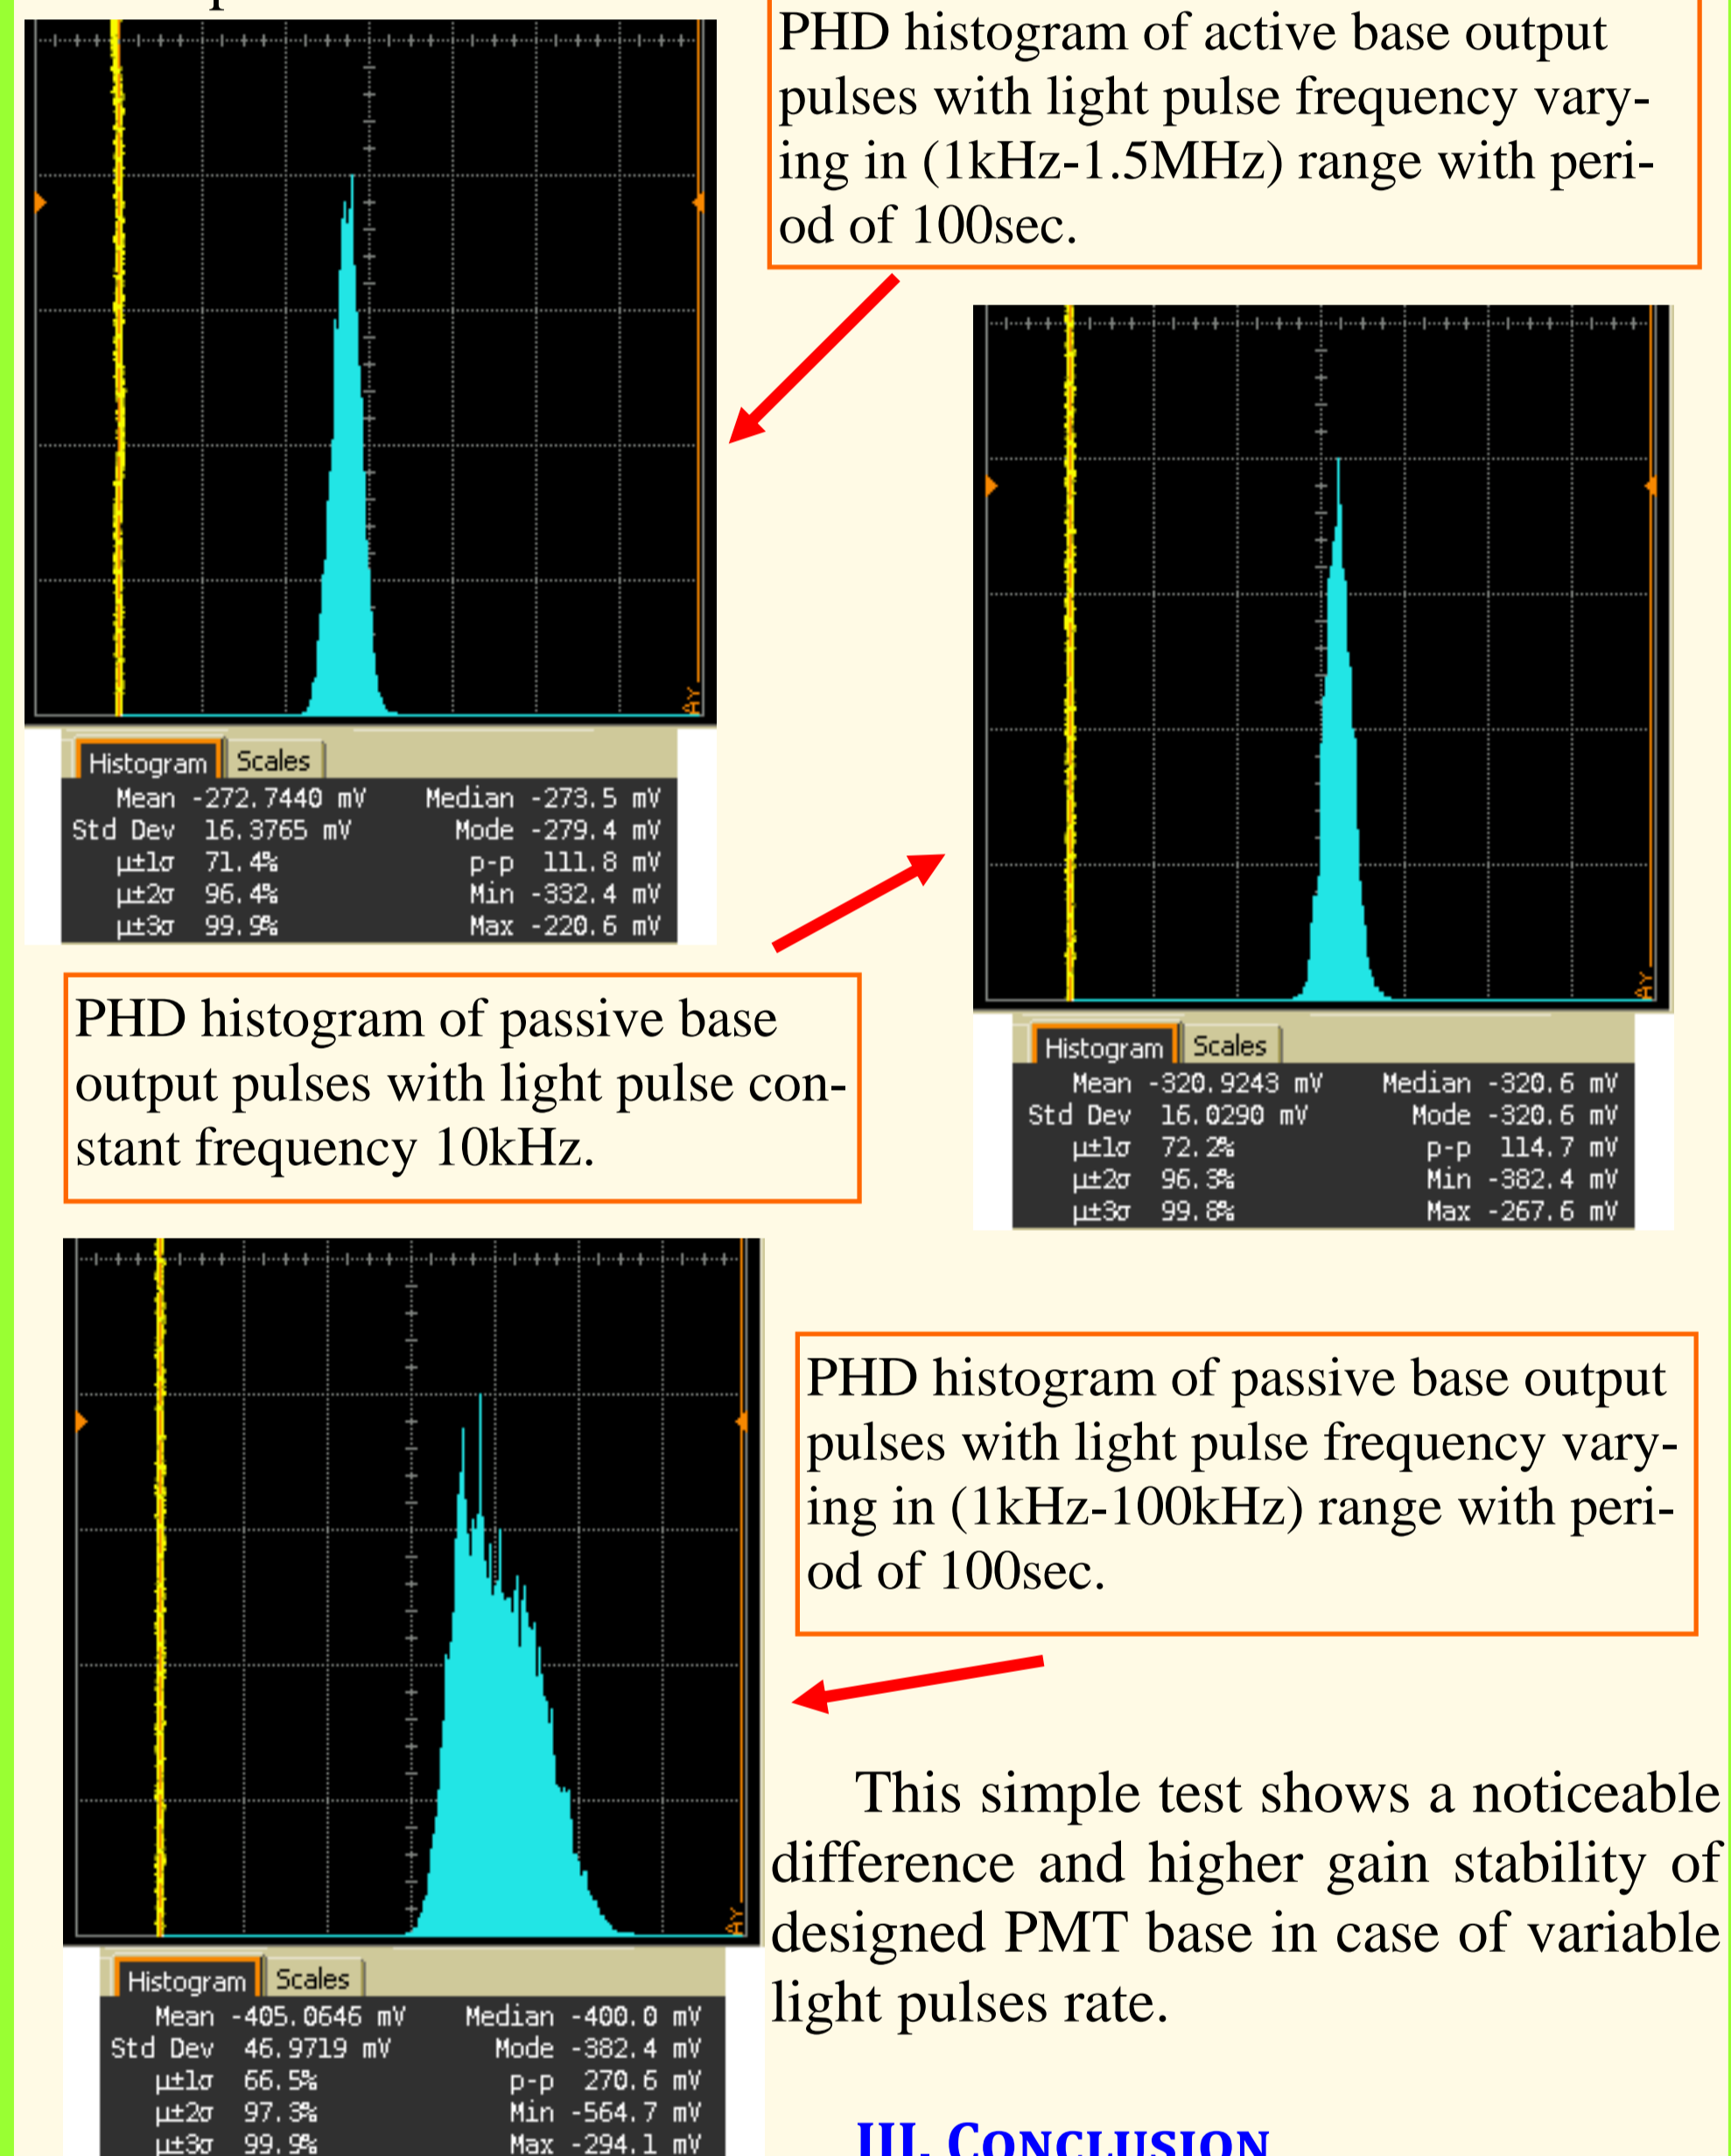 PHD histogram of active base output
pulses with light pulse frequency vary-
ing in (1kHz-1.5MHz) range with peri-
od of 100sec.
AY
Histogram Scales
Mean -272.7440 mV Median -273.5 mV
Std Dev 16.3765 mV Mode -279.4 mV
µ±1σ 71.4% p-p 111.8 mV
µ±2σ 96.4% Min -332.4 mV
µ±3σ 99.9% Max -220.6 mV
PHD histogram of passive base
output pulses with light pulse con-
stant frequency 10kHz.
AY
Histogram Scales
Mean -320.9243 mV Median -320.6 mV
Std Dev 16.0290 mV Mode -320.6 mV
µ±1σ 72.2% p-p 114.7 mV
µ±2σ 96.3% Min -382.4 mV
µ±3σ 99.8% Max -267.6 mV
PHD histogram of passive base output
pulses with light pulse frequency vary-
ing in (1kHz-100kHz) range with peri-
od of 100sec.
AY
Histogram Scales
Mean -405.0646 mV Median -400.0 mV
Std Dev 46.9719 mV Mode -382.4 mV
µ±1σ 66.5% p-p 270.6 mV
µ±2σ 97.3% Min -564.7 mV
µ±3σ 99.9% Max -294.1 mV
This simple test shows a noticeable
difference and higher gain stability of
designed PMT base in case of variable
light pulses rate.
III. CONCLUSION